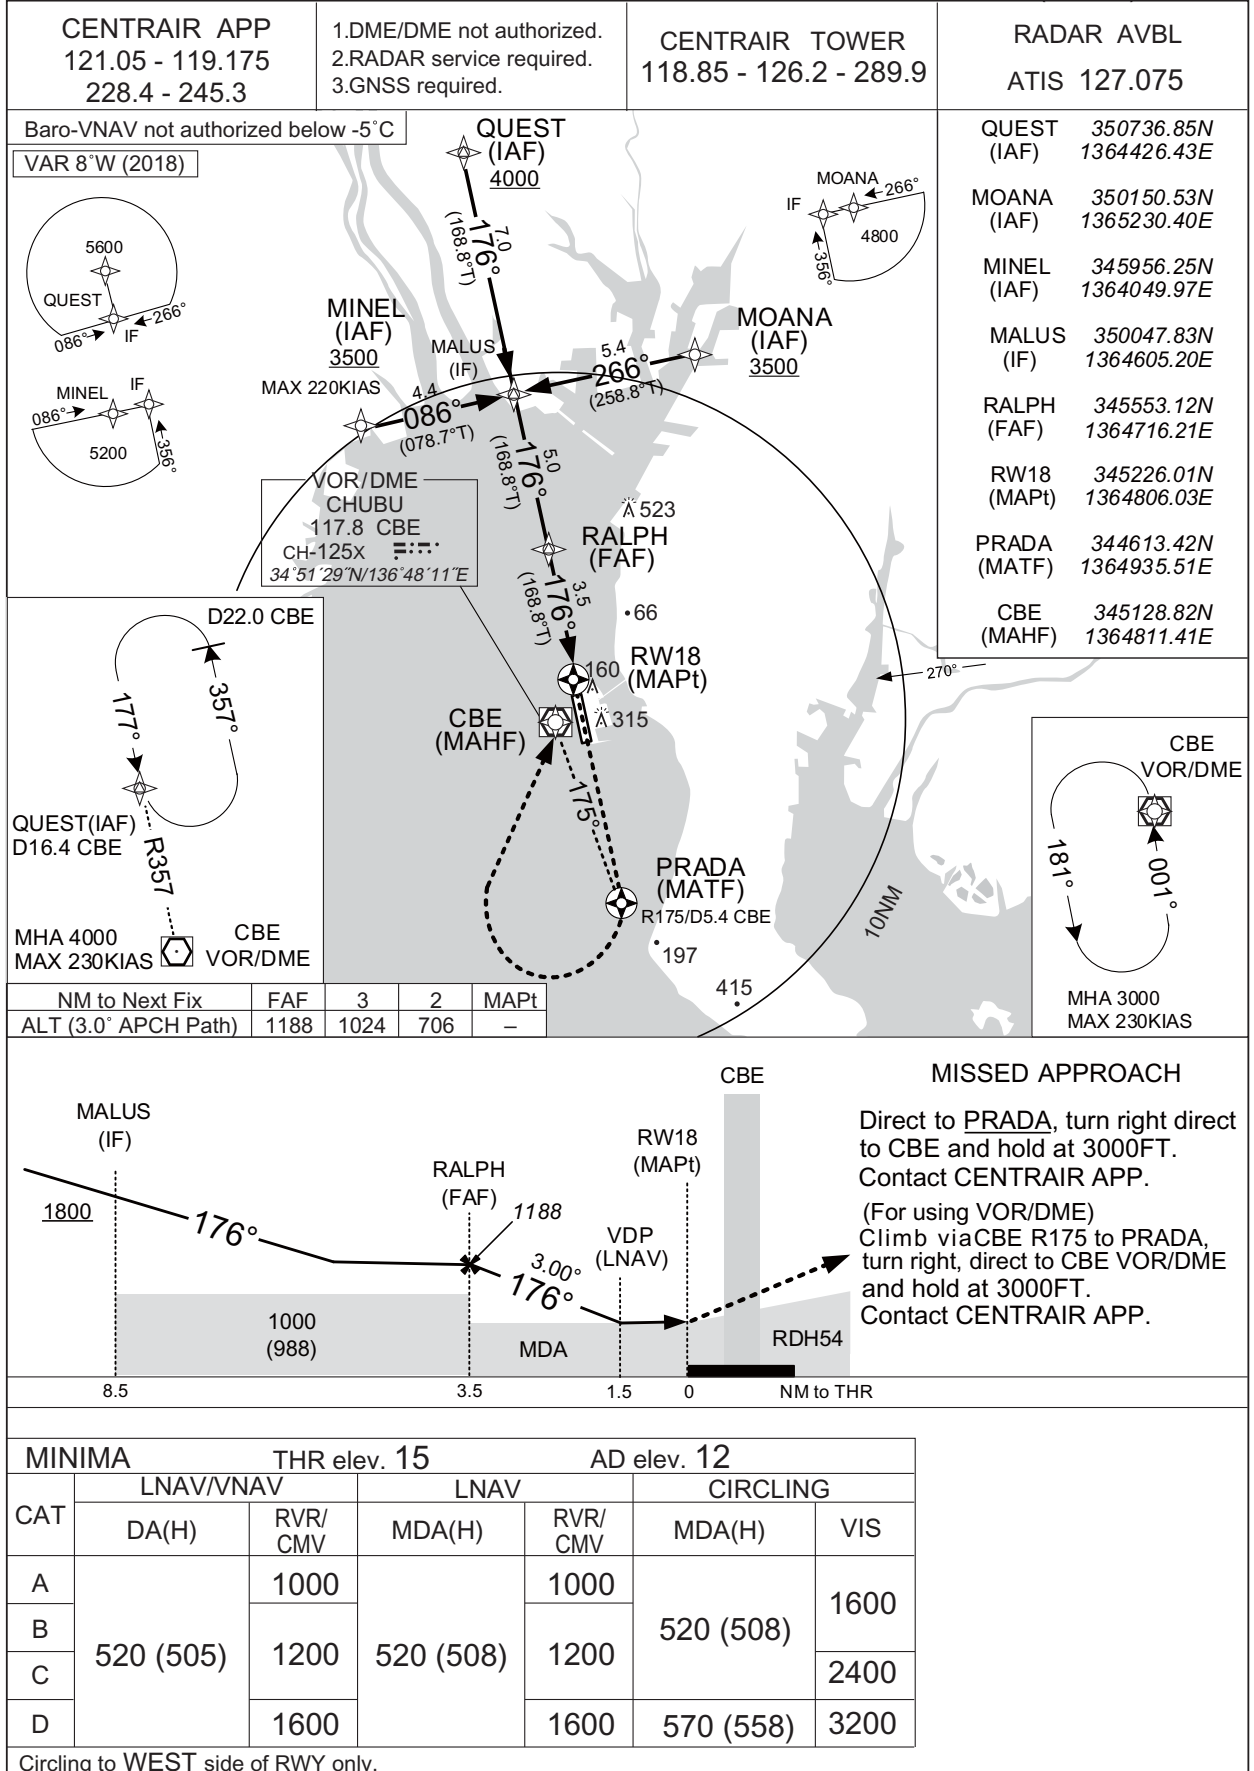 CENTRAIR APP
121.05 - 119.175
228.4 - 245.3
1.DME/DME not authorized.
2.RADAR service required.
3.GNSS required.
CENTRAIR TOWER
118.85 - 126.2 - 289.9
RADAR AVBL
ATIS 127.075
Baro-VNAV not authorized below -5°C
VAR 8°W (2018)
QUEST 350736.85N
(IAF) 1364426.43E
MOANA 350150.53N
(IAF) 1365230.40E
MINEL 345956.25N
(IAF) 1364049.97E
MALUS 350047.83N
(IF) 1364605.20E
RALPH 345553.12N
(FAF) 1364716.21E
RW18 345226.01N
(MAPt) 1364806.03E
PRADA 344613.42N
(MATF) 1364935.51E
CBE 345128.82N
(MAHF) 1364811.41E
5600
QUEST
086°
IF
266°
MINEL
IF
086°
5200
356°
MOANA
266°
IF
4800
356°
QUEST
(IAF)
4000
7.0
176°
(168.8°T)
MINEL
(IAF)
3500
MAX 220KIAS
MALUS
(IF)
4.4
086°
(078.7°T)
MOANA
(IAF)
3500
5.4
266°
(258.8°T)
5.0
176°
(168.8°T)
VOR/DME
CHUBU
117.8 CBE
CH-125X
34°51′29″N/136°48′11″E
523
RALPH
(FAF)
3.5
176°
(168.8°T)
66
160
RW18
(MAPt)
270°
CBE
(MAHF)
315
175°
PRADA
(MATF)
R175/D5.4 CBE
197
415
10NM
D22.0 CBE
177°
357°
QUEST(IAF)
D16.4 CBE
R357
MHA 4000
MAX 230KIAS
CBE
VOR/DME
CBE
VOR/DME
181°
001°
MHA 3000
MAX 230KIAS
NM to Next Fix FAF 3 2 MAPt
ALT (3.0° APCH Path) 1188 1024 706 –
MALUS
(IF)
1800
176°
RALPH
(FAF)
1188
3.00°
176°
VDP
(LNAV)
RW18
(MAPt)
CBE
1000
(988)
MDA
RDH54
8.5 3.5 1.5 0 NM to THR
MISSED APPROACH
Direct to PRADA, turn right direct
to CBE and hold at 3000FT.
Contact CENTRAIR APP.
(For using VOR/DME)
Climb viaCBE R175 to PRADA,
turn right, direct to CBE VOR/DME
and hold at 3000FT.
Contact CENTRAIR APP.
MINIMA THR elev. 15 AD elev. 12
CAT LNAV/VNAV LNAV CIRCLING
DA(H) RVR/CMV MDA(H) RVR/CMV MDA(H) VIS
A 1000 1000
1600
B 520 (508)
520 (505) 1200 520 (508) 1200
C 2400
D 1600 1600 570 (558) 3200
Circling to WEST side of RWY only.